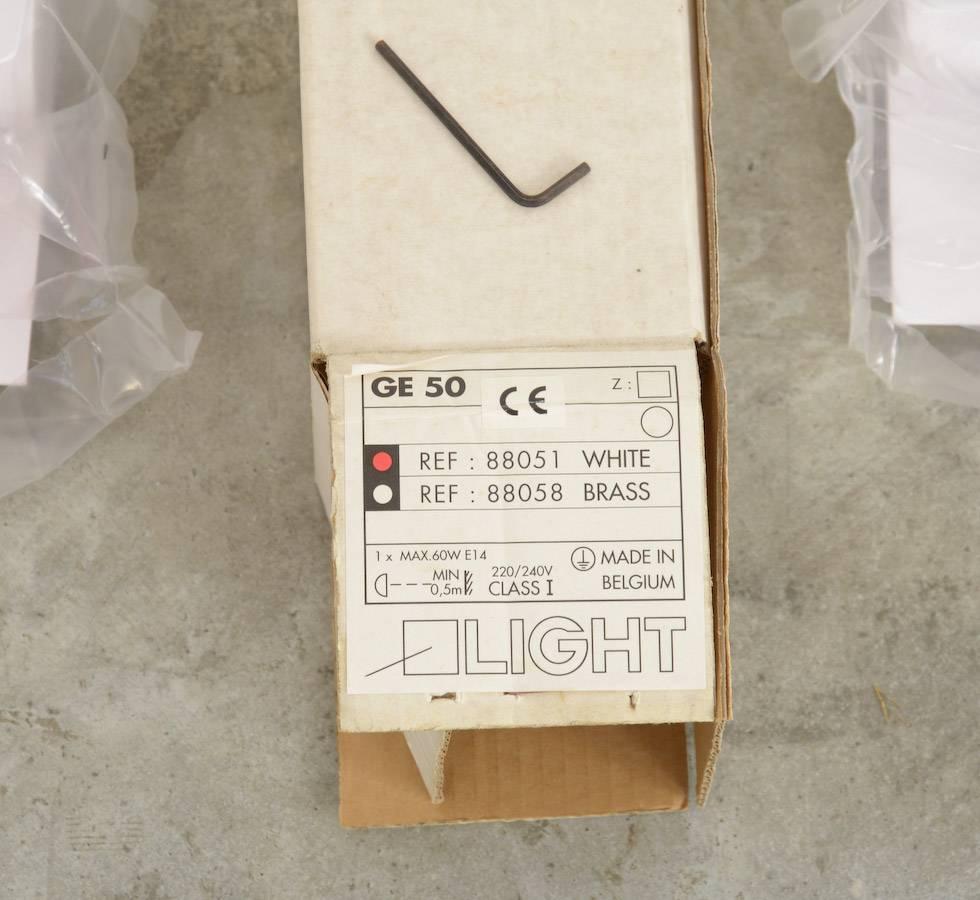 GE 50 CE Z :
REF : 88051 WHITE
REF : 88058 BRASS
1 x MAX.60W E14
MIN 0,5m
220/240V
CLASS I
MADE IN
BELGIUM
LIGHT